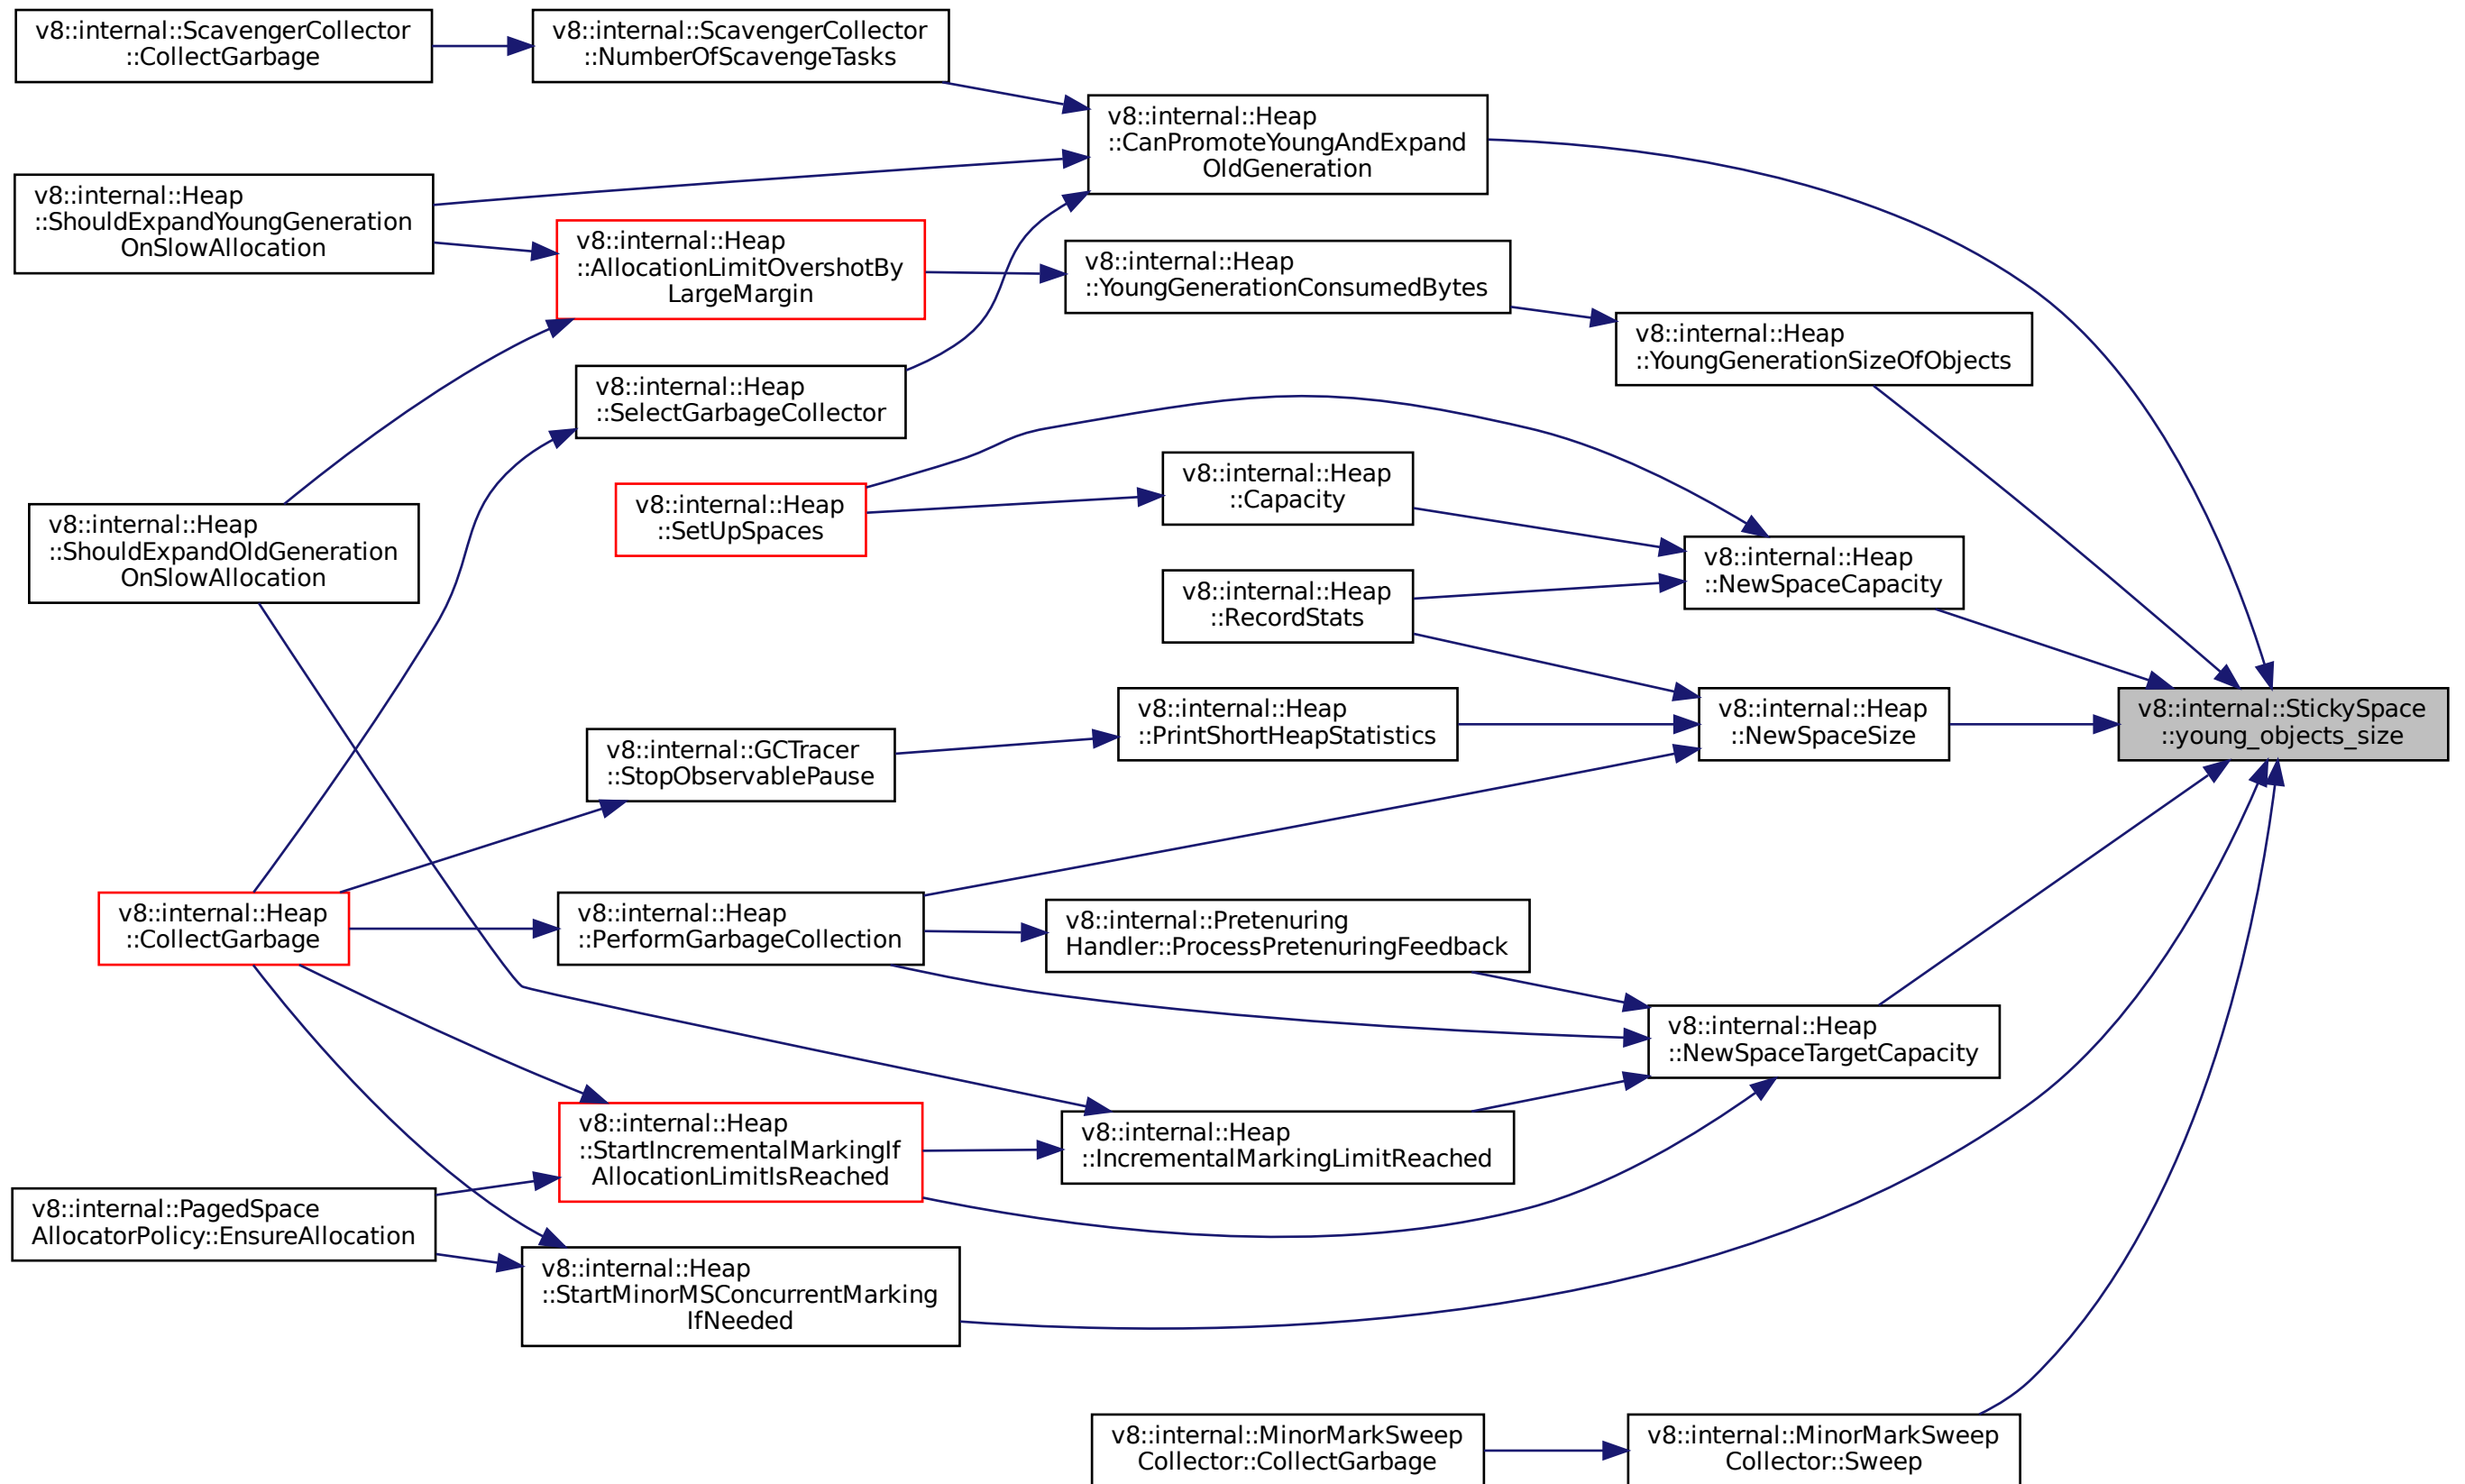 v8::internal::ScavengerCollector
::CollectGarbage
v8::internal::ScavengerCollector
::NumberOfScavengeTasks
v8::internal::Heap
::CanPromoteYoungAndExpand
OldGeneration
v8::internal::Heap
::ShouldExpandYoungGeneration
OnSlowAllocation
v8::internal::Heap
::AllocationLimitOvershotBy
LargeMargin
v8::internal::Heap
::YoungGenerationConsumedBytes
v8::internal::Heap
::YoungGenerationSizeOfObjects
v8::internal::Heap
::SelectGarbageCollector
v8::internal::Heap
::SetUpSpaces
v8::internal::Heap
::Capacity
v8::internal::Heap
::ShouldExpandOldGeneration
OnSlowAllocation
v8::internal::Heap
::NewSpaceCapacity
v8::internal::Heap
::RecordStats
v8::internal::Heap
::PrintShortHeapStatistics
v8::internal::Heap
::NewSpaceSize
v8::internal::StickySpace
::young_objects_size
v8::internal::GCTracer
::StopObservablePause
v8::internal::Heap
::CollectGarbage
v8::internal::Heap
::PerformGarbageCollection
v8::internal::Pretenuring
Handler::ProcessPretenuringFeedback
v8::internal::Heap
::NewSpaceTargetCapacity
v8::internal::Heap
::StartIncrementalMarkingIf
AllocationLimitIsReached
v8::internal::Heap
::IncrementalMarkingLimitReached
v8::internal::PagedSpace
AllocatorPolicy::EnsureAllocation
v8::internal::Heap
::StartMinorMSConcurrentMarking
IfNeeded
v8::internal::MinorMarkSweep
Collector::CollectGarbage
v8::internal::MinorMarkSweep
Collector::Sweep